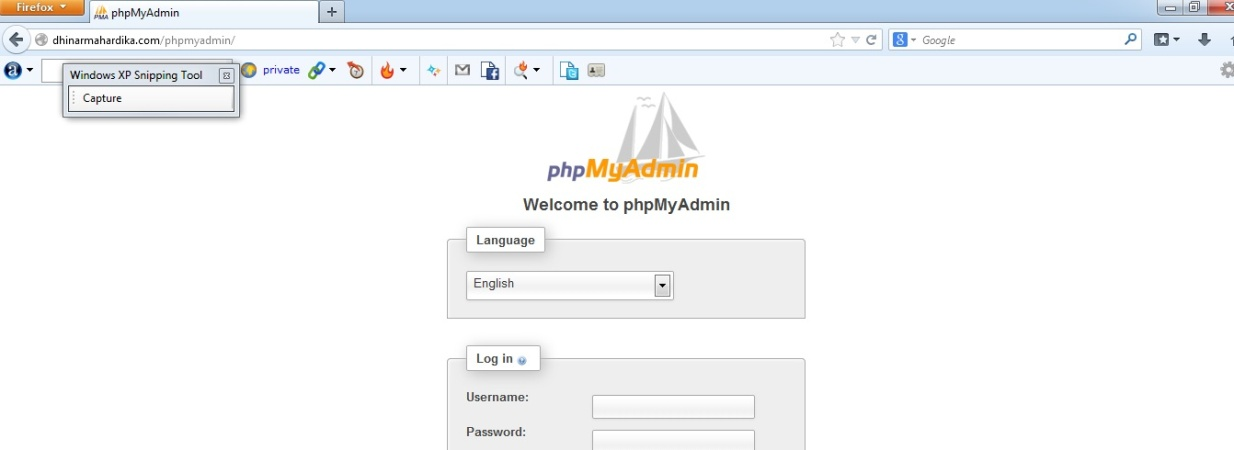 Firefox
phpMyAdmin
dhinarmahardika.com/phpmyadmin/
Google
private
Windows XP Snipping Tool
Capture
phpMyAdmin
Welcome to phpMyAdmin
Language
English
Log in
Username:
Password: